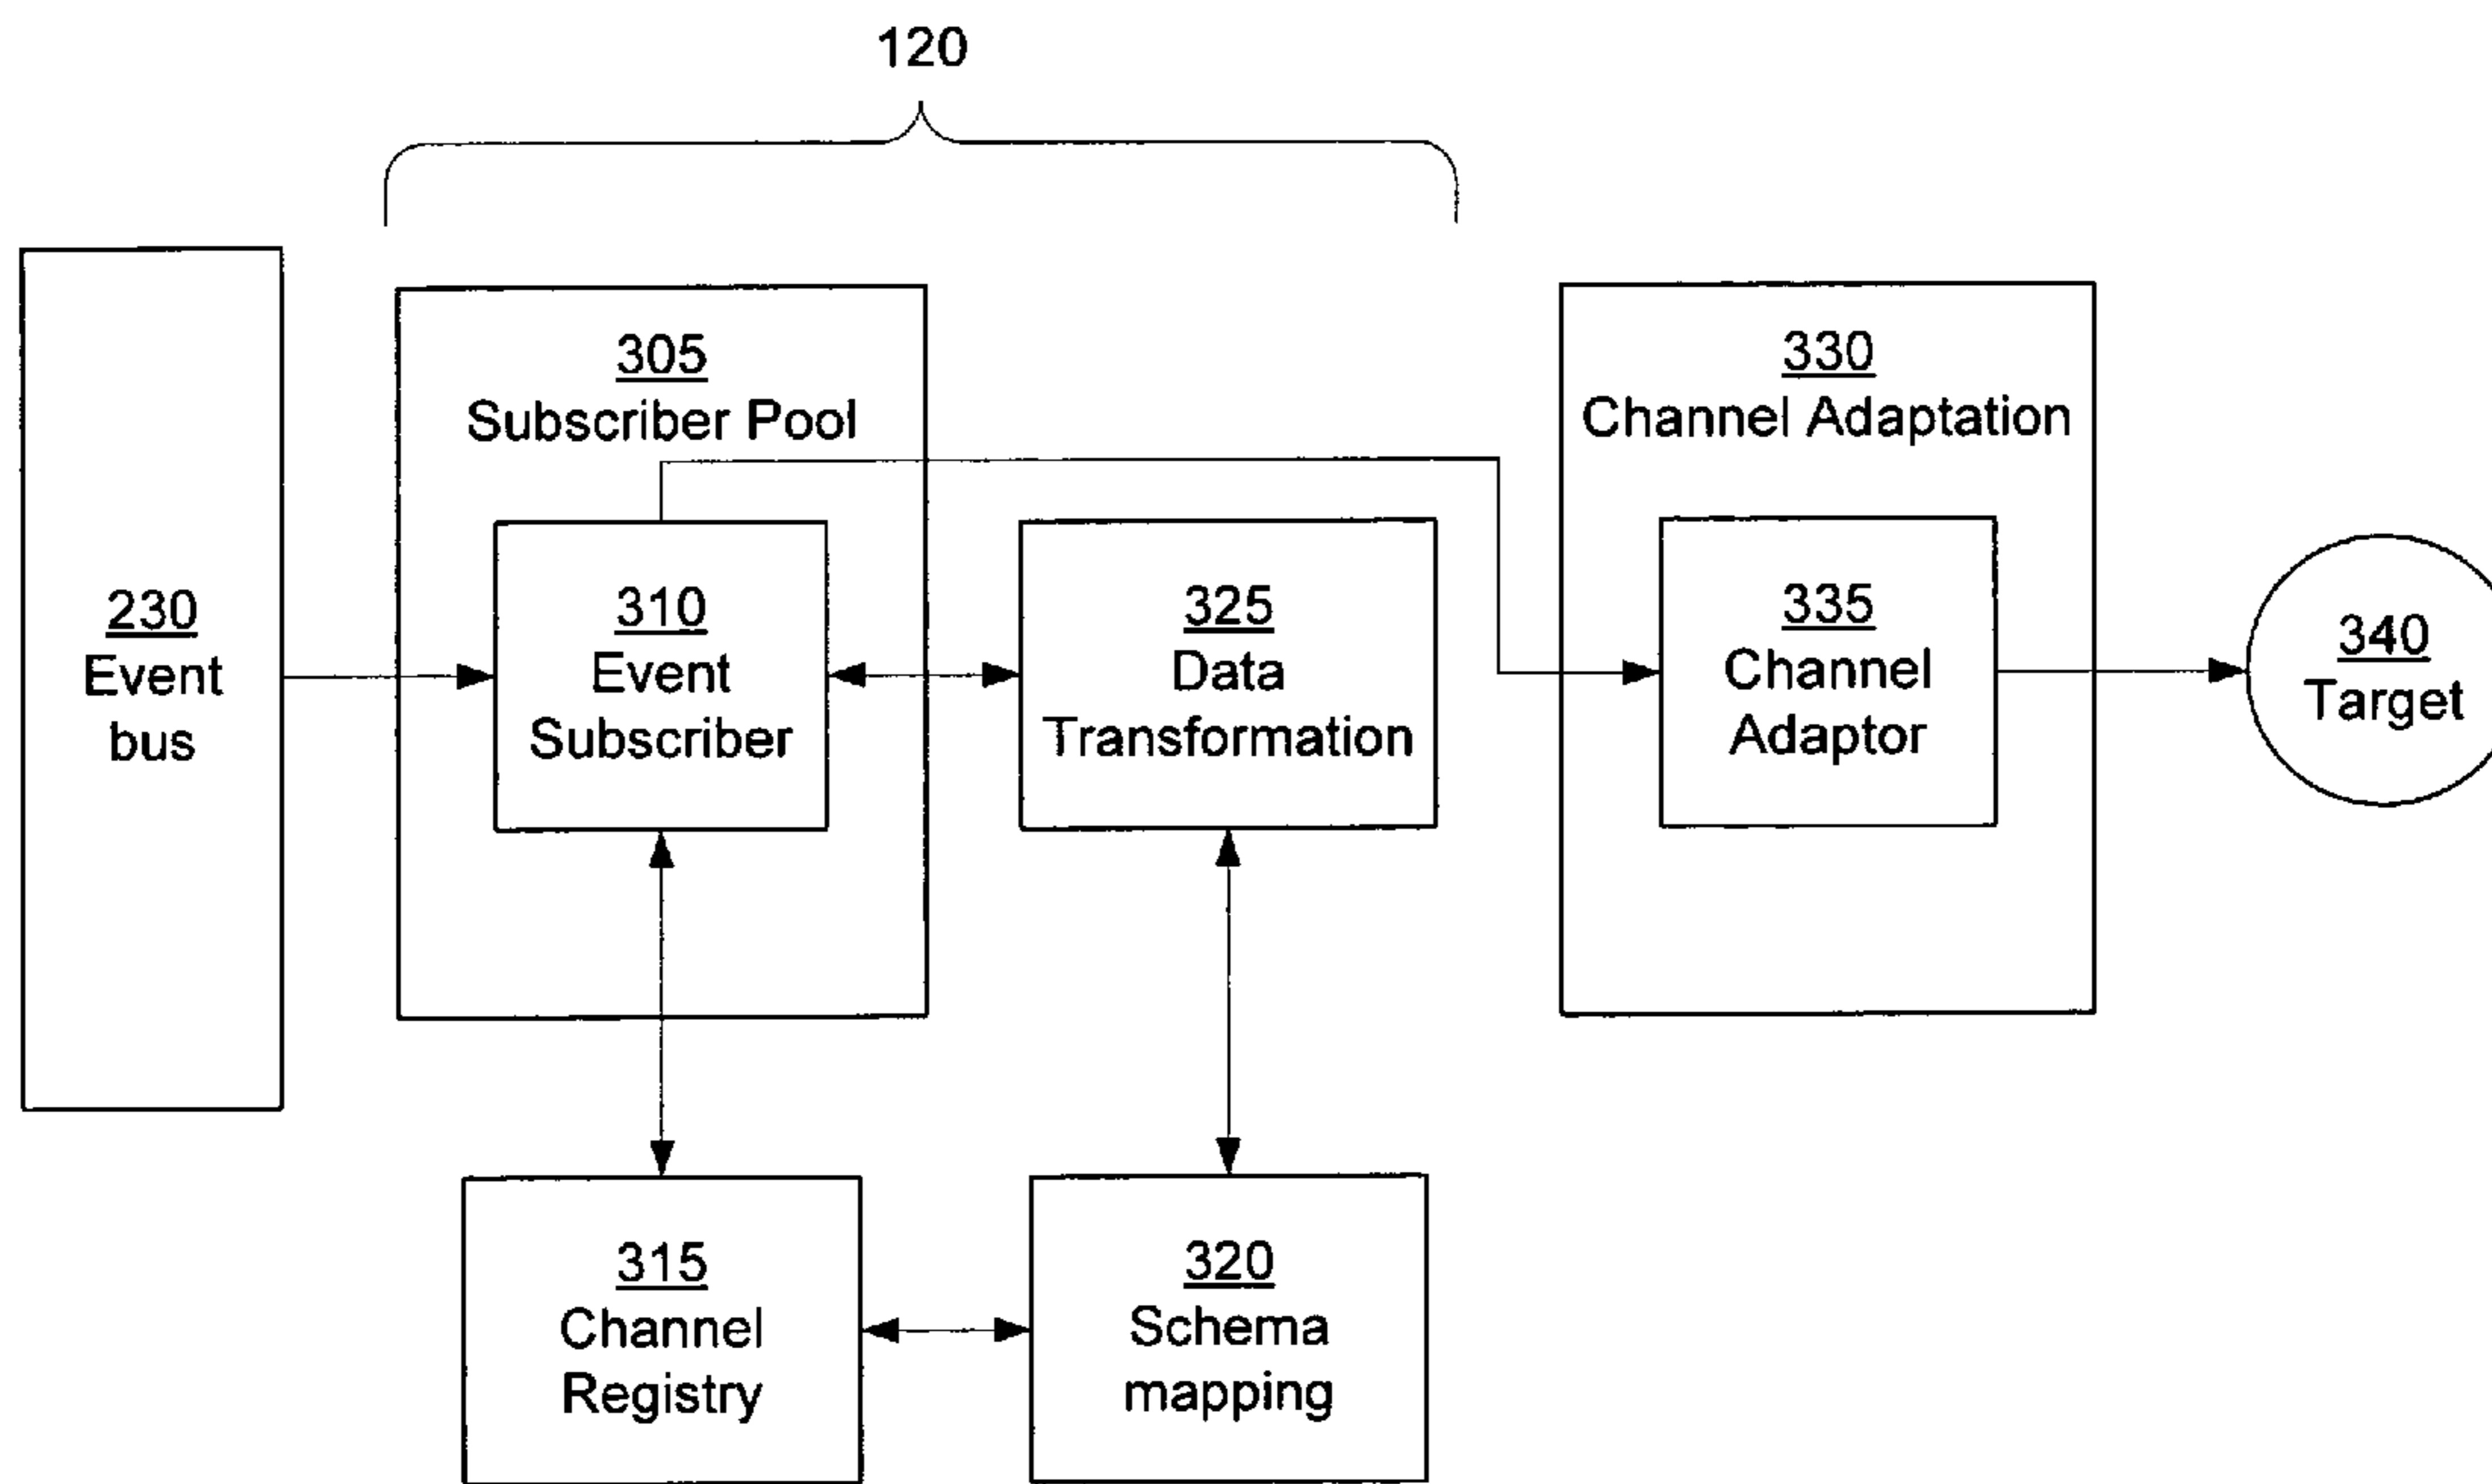 120
305
Subscriber Pool
330
Channel Adaptation
230
Event
bus
310
Event
Subscriber
325
Data
Transformation
335
Channel
Adaptor
340
Target
315
Channel
Registry
320
Schema
mapping